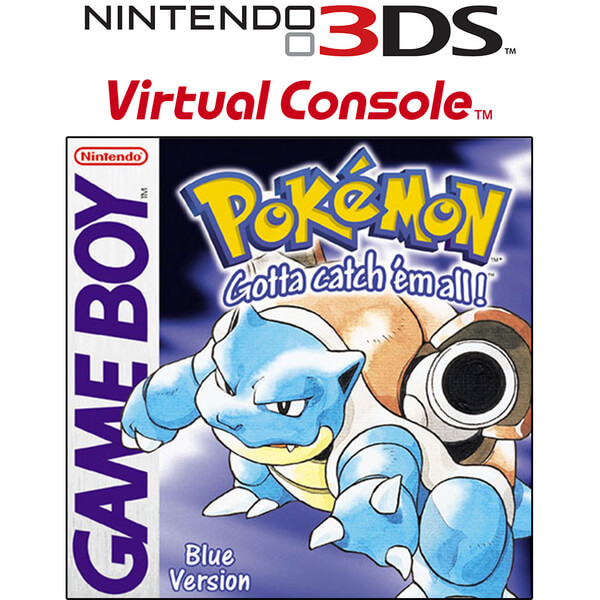 NINTENDO 3DS™
Virtual Console™
Nintendo®
GAME BOY™
POKéMON™
Gotta catch 'em all!™
Blue
Version